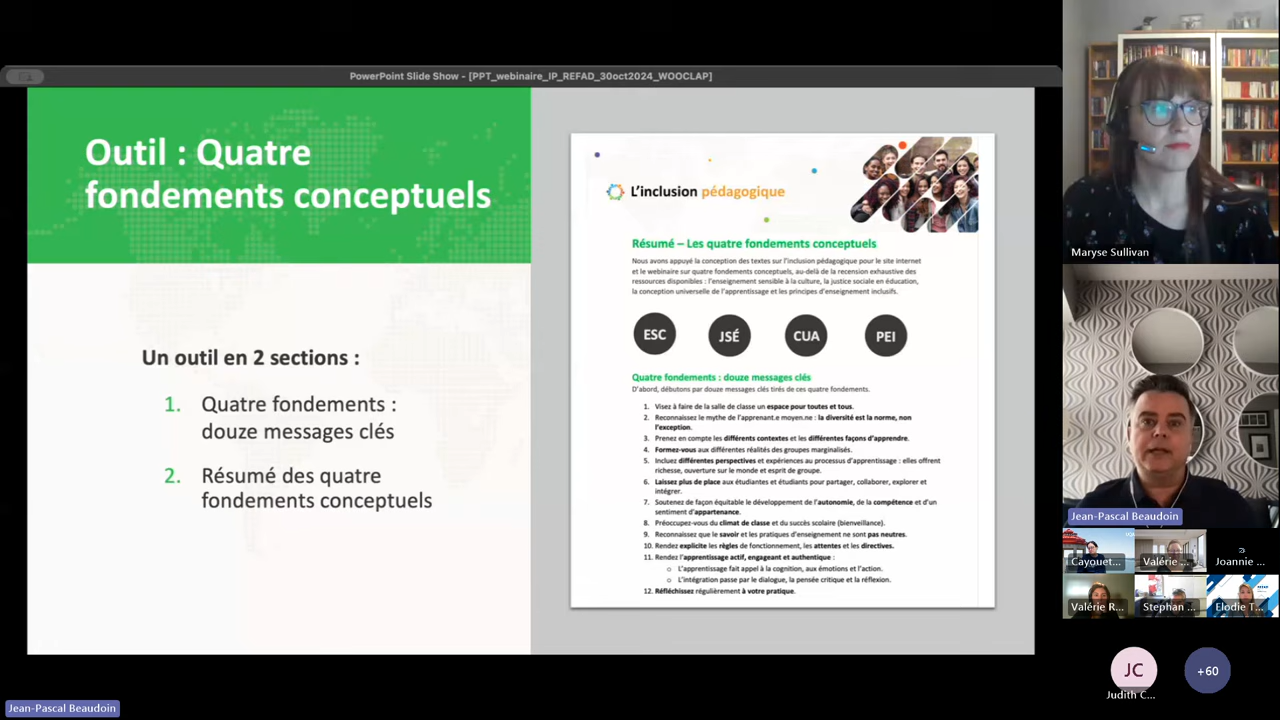 PowerPoint Slide Show - [PPT_webinaire_IP_REFAD_30oct2024_WOOCLAP]
Outil : Quatre
fondements conceptuels
Un outil en 2 sections :
1. Quatre fondements :
douze messages clés
2. Résumé des quatre
fondements conceptuels
L'inclusion pédagogique
Résumé – Les quatre fondements conceptuels
Nous avons appuyé la conception des textes sur l'inclusion pédagogique pour le site internet
et le webinaire sur quatre fondements conceptuels, au-delà de la recension exhaustive des
ressources disponibles : l'enseignement sensible à la culture, la justice sociale en éducation,
la conception universelle de l'apprentissage et les principes d'enseignement inclusifs.
ESC
JSÉ
CUA
PEI
Quatre fondements : douze messages clés
D'abord, débutons par douze messages clés tirés de ces quatre fondements.
1. Visez à faire de la salle de classe un espace pour toutes et tous.
2. Reconnaissez le mythe de l'apprenant.e moyen.ne : la diversité est la norme, non
l'exception.
3. Prenez en compte les différents contextes et les différentes façons d'apprendre.
4. Formez-vous aux différentes réalités des groupes marginalisés.
5. Incluez différentes perspectives et expériences au processus d'apprentissage : elles offrent
richesse, ouverture sur le monde et esprit de groupe.
6. Laissez plus de place aux étudiantes et étudiants pour partager, collaborer, explorer et
intégrer.
7. Soutenez de façon équitable le développement de l'autonomie, de la compétence et d'un
sentiment d'appartenance.
8. Préoccupez-vous du climat de classe et du succès scolaire (bienveillance).
9. Reconnaissez que le savoir et les pratiques d'enseignement ne sont pas neutres.
10. Rendez explicite les règles de fonctionnement, les attentes et les directives.
11. Rendez l'apprentissage actif, engageant et authentique :
o L'apprentissage fait appel à la cognition, aux émotions et l'action.
o L'intégration passe par le dialogue, la pensée critique et la réflexion.
12. Réfléchissez régulièrement à votre pratique.
Maryse Sullivan
Jean-Pascal Beaudoin
Cayouet...
Valérie ...
Joannie ...
Valérie R...
Stephan ...
Elodie T...
JC
+60
Judith C...
Jean-Pascal Beaudoin